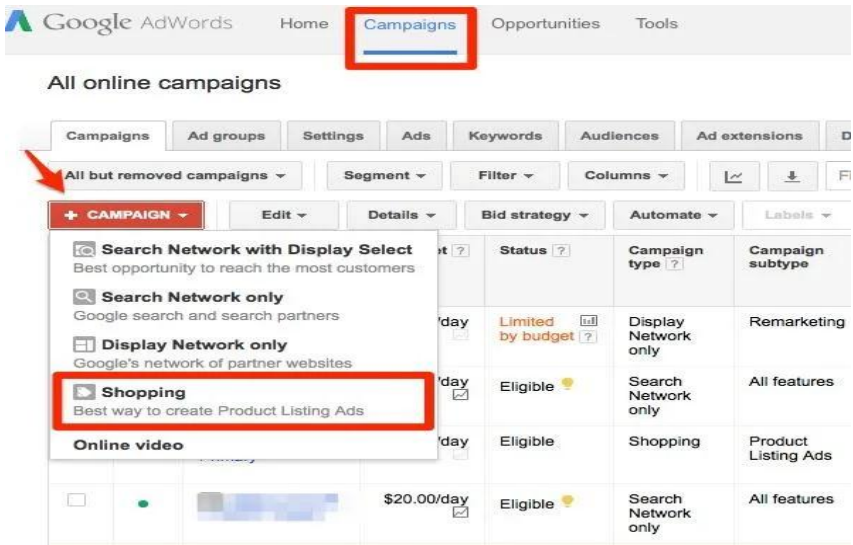 Google AdWords Home Campaigns Opportunities Tools
All online campaigns
Campaigns Ad groups Settings Ads Keywords Audiences Ad extensions D
All but removed campaigns Segment Filter Columns
+ CAMPAIGN Edit Details Bid strategy Automate Labels
Search Network with Display Select
Best opportunity to reach the most customers
Search Network only
Google search and search partners
Display Network only
Google's network of partner websites
Shopping
Best way to create Product Listing Ads
Online video
Status ? Campaign Campaign
type ? subtype
/day Limited Display Remarketing
by budget ? Network
only
/day Eligible Search All features
Network
only
/day Eligible Shopping Product
Listing Ads
$20.00/day Eligible Search All features
Network
only